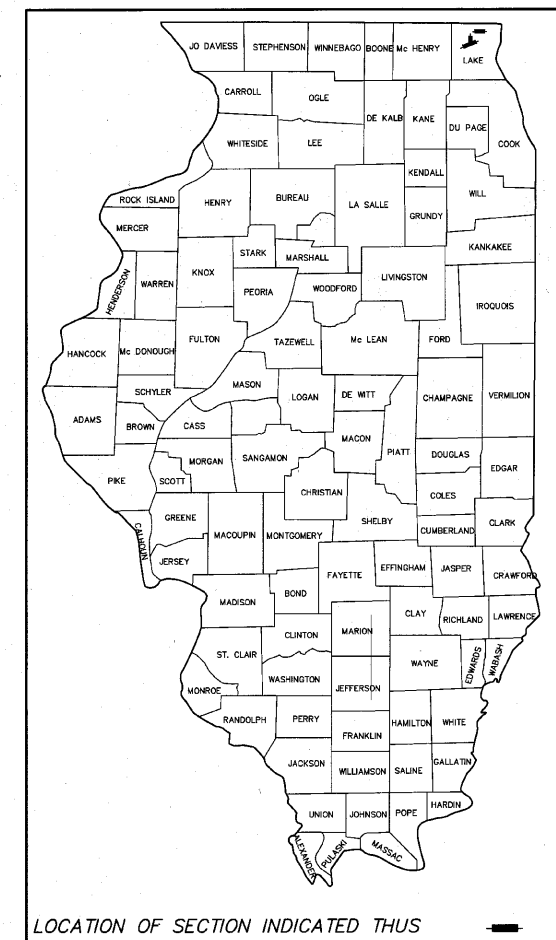 JO DAVIESS STEPHENSON WINNEBAGO BOONE Mc HENRY LAKE
CARROLL OGLE DE KALB KANE DU PAGE COOK
WHITESIDE LEE
KENDALL WILL
ROCK ISLAND HENRY BUREAU LA SALLE GRUNDY
MERCER KANKAKEE
STARK MARSHALL
HENDERSON WARREN KNOX PEORIA WOODFORD LIVINGSTON IROQUOIS
HANCOCK Mc DONOUGH FULTON TAZEWELL Mc LEAN FORD
SCHYLER MASON LOGAN DE WITT CHAMPAGNE VERMILION
ADAMS BROWN CASS MACON
MORGAN SANGAMON PIATT DOUGLAS EDGAR
PIKE SCOTT CHRISTIAN COLES
GREENE MACOUPIN MONTGOMERY SHELBY CUMBERLAND CLARK
CALHOUN JERSEY FAYETTE EFFINGHAM JASPER CRAWFORD
MADISON BOND CLAY RICHLAND LAWRENCE
CLINTON MARION
ST. CLAIR WAYNE EDWARDS WABASH
MONROE WASHINGTON JEFFERSON
RANDOLPH PERRY HAMILTON WHITE
FRANKLIN
JACKSON WILLIAMSON SALINE GALLATIN
UNION JOHNSON POPE HARDIN
ALEXANDER PULASKI MASSAC
LOCATION OF SECTION INDICATED THUS